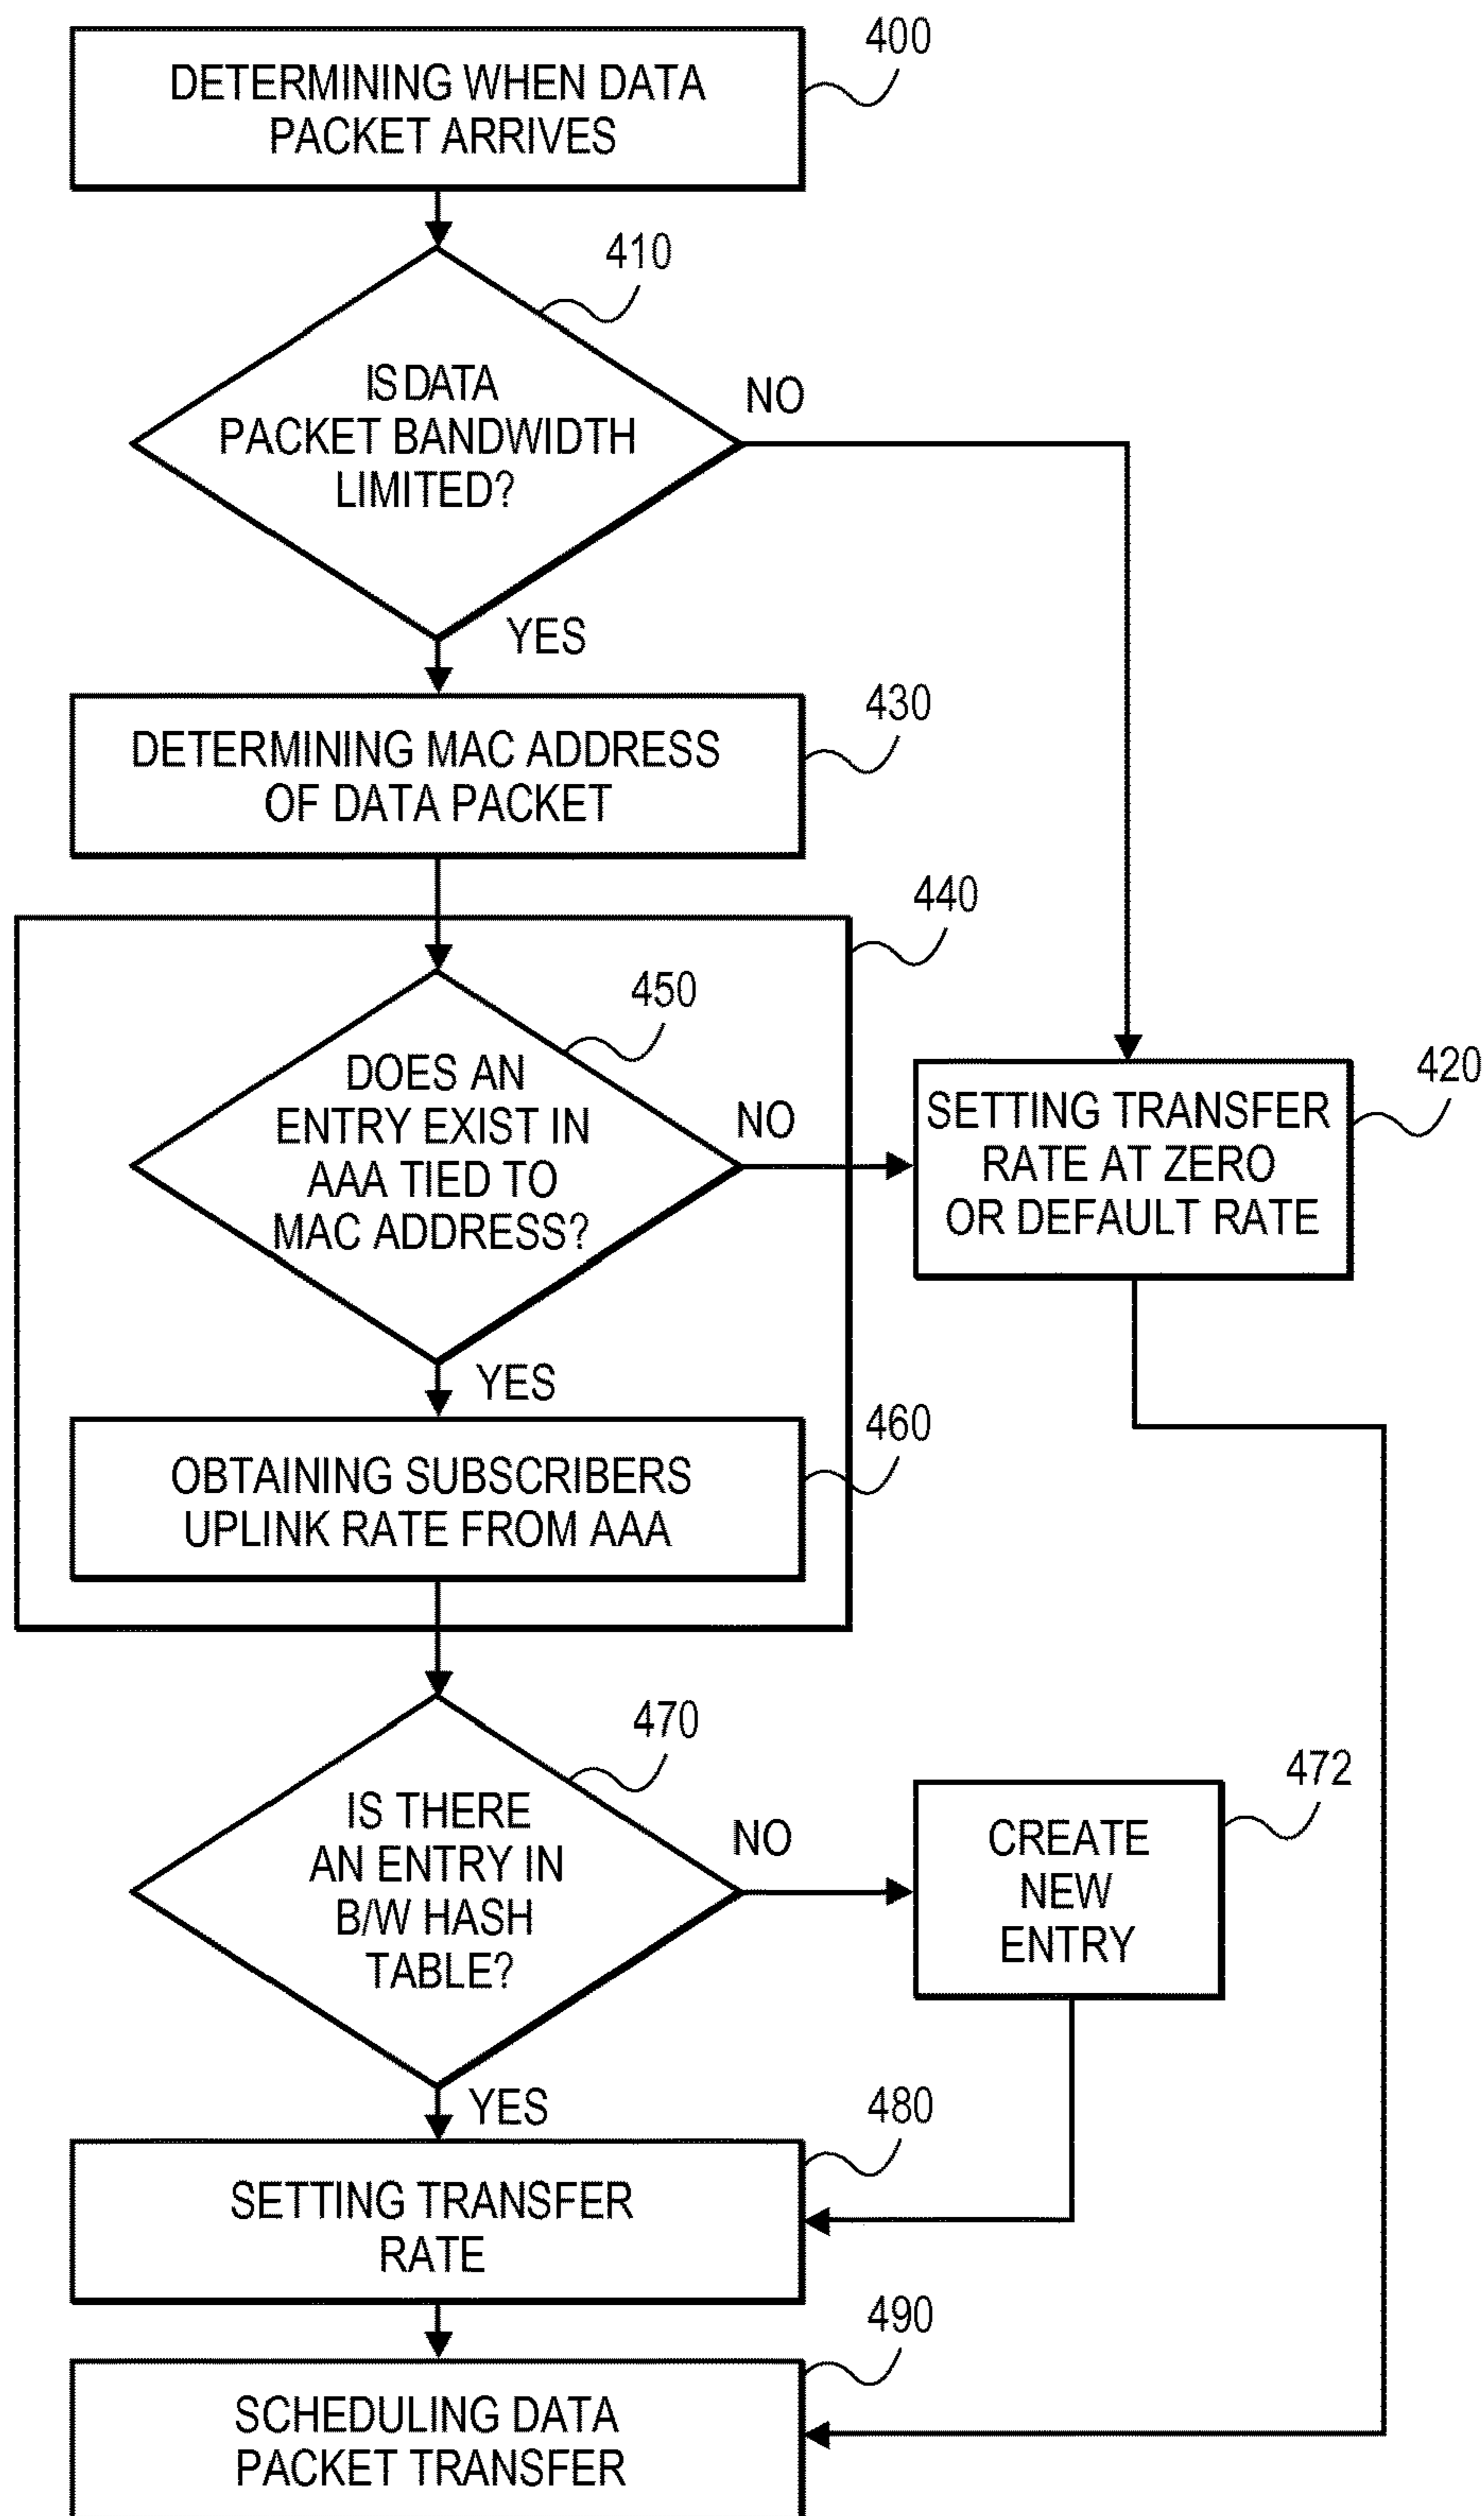 400
DETERMINING WHEN DATA
PACKET ARRIVES
410
IS DATA
PACKET BANDWIDTH
LIMITED?
NO
YES
430
DETERMINING MAC ADDRESS
OF DATA PACKET
440
450
DOES AN
ENTRY EXIST IN
AAA TIED TO
MAC ADDRESS?
NO
420
SETTING TRANSFER
RATE AT ZERO
OR DEFAULT RATE
YES
460
OBTAINING SUBSCRIBERS
UPLINK RATE FROM AAA
470
IS THERE
AN ENTRY IN
B/W HASH
TABLE?
NO
472
CREATE
NEW
ENTRY
YES
480
SETTING TRANSFER
RATE
490
SCHEDULING DATA
PACKET TRANSFER